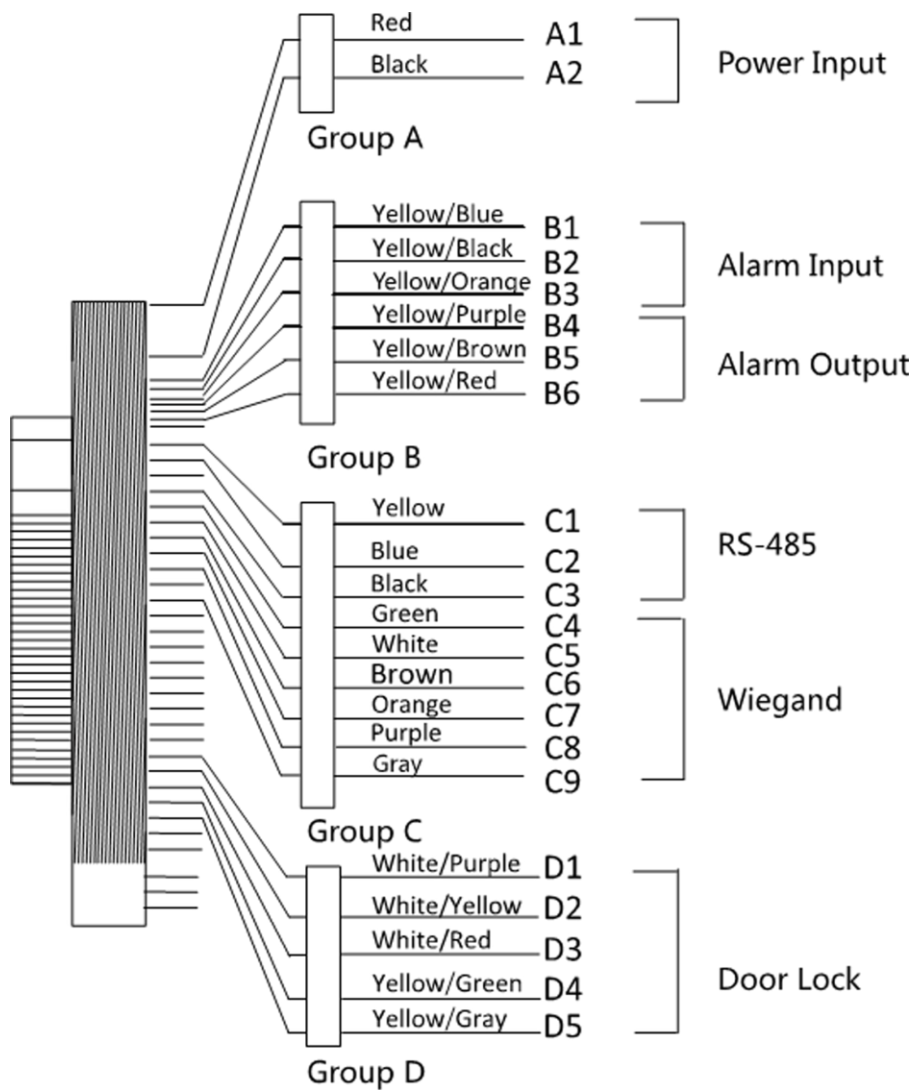 Red A1
Black A2
Power Input
Group A
Yellow/Blue B1
Yellow/Black B2
Yellow/Orange B3
Alarm Input
Yellow/Purple B4
Yellow/Brown B5
Yellow/Red B6
Alarm Output
Group B
Yellow C1
Blue C2
Black C3
RS-485
Green C4
White C5
Brown C6
Orange C7
Purple C8
Gray C9
Wiegand
Group C
White/Purple D1
White/Yellow D2
White/Red D3
Yellow/Green D4
Yellow/Gray D5
Door Lock
Group D